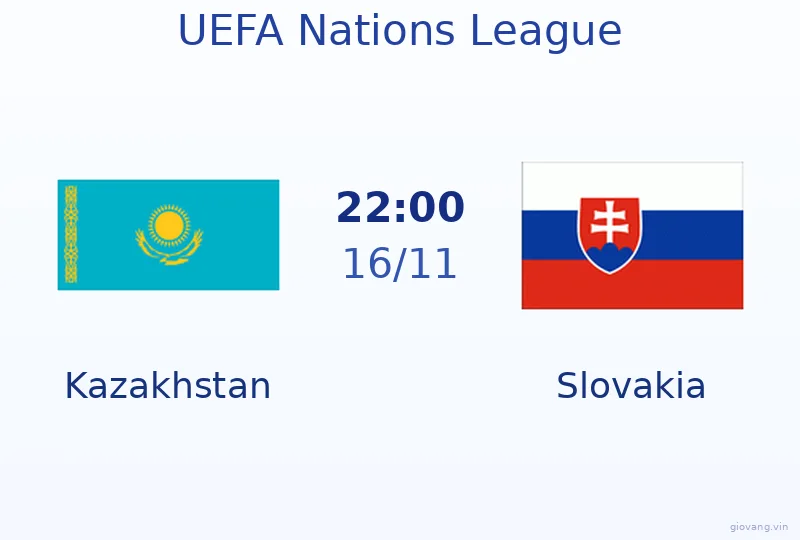 UEFA Nations League
22:00
16/11
Kazakhstan
Slovakia
giovang.vin